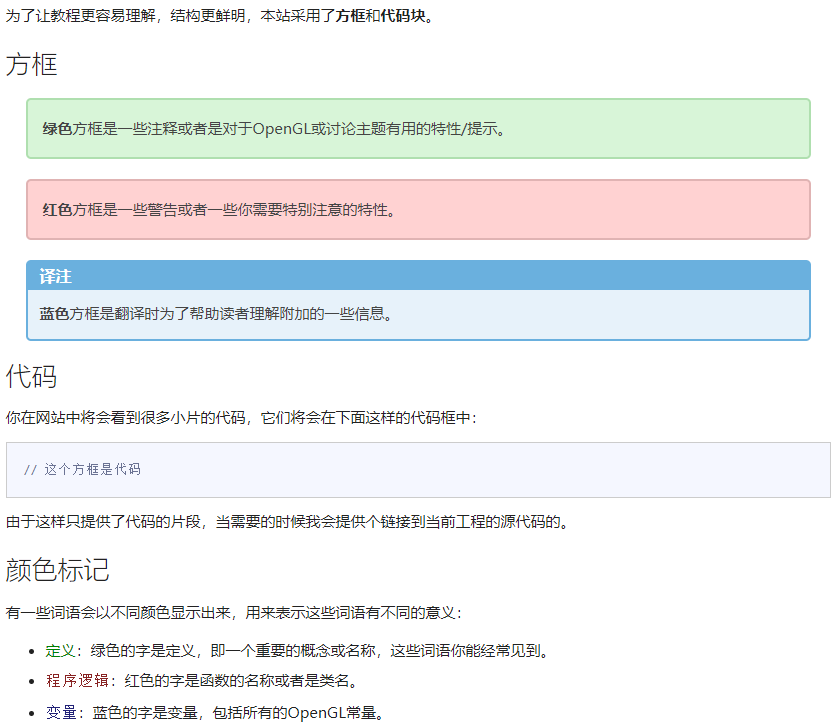 为了让教程更容易理解，结构更鲜明，本站采用了方框和代码块。
方框
绿色方框是一些注释或者是对于OpenGL或讨论主题有用的特性/提示。
红色方框是一些警告或者一些你需要特别注意的特性。
译注
蓝色方框是翻译时为了帮助读者理解附加的一些信息。
代码
你在网站中将会看到很多小片的代码，它们将会在下面这样的代码框中：
// 这个方框是代码
由于这样只提供了代码的片段，当需要的时候我会提供个链接到当前工程的源代码的。
颜色标记
有一些词语会以不同颜色显示出来，用来表示这些词语有不同的意义：
• 定义：绿色的字是定义，即一个重要的概念或名称，这些词语你能经常见到。
• 程序逻辑：红色的字是函数的名称或者是类名。
• 变量：蓝色的字是变量，包括所有的OpenGL常量。